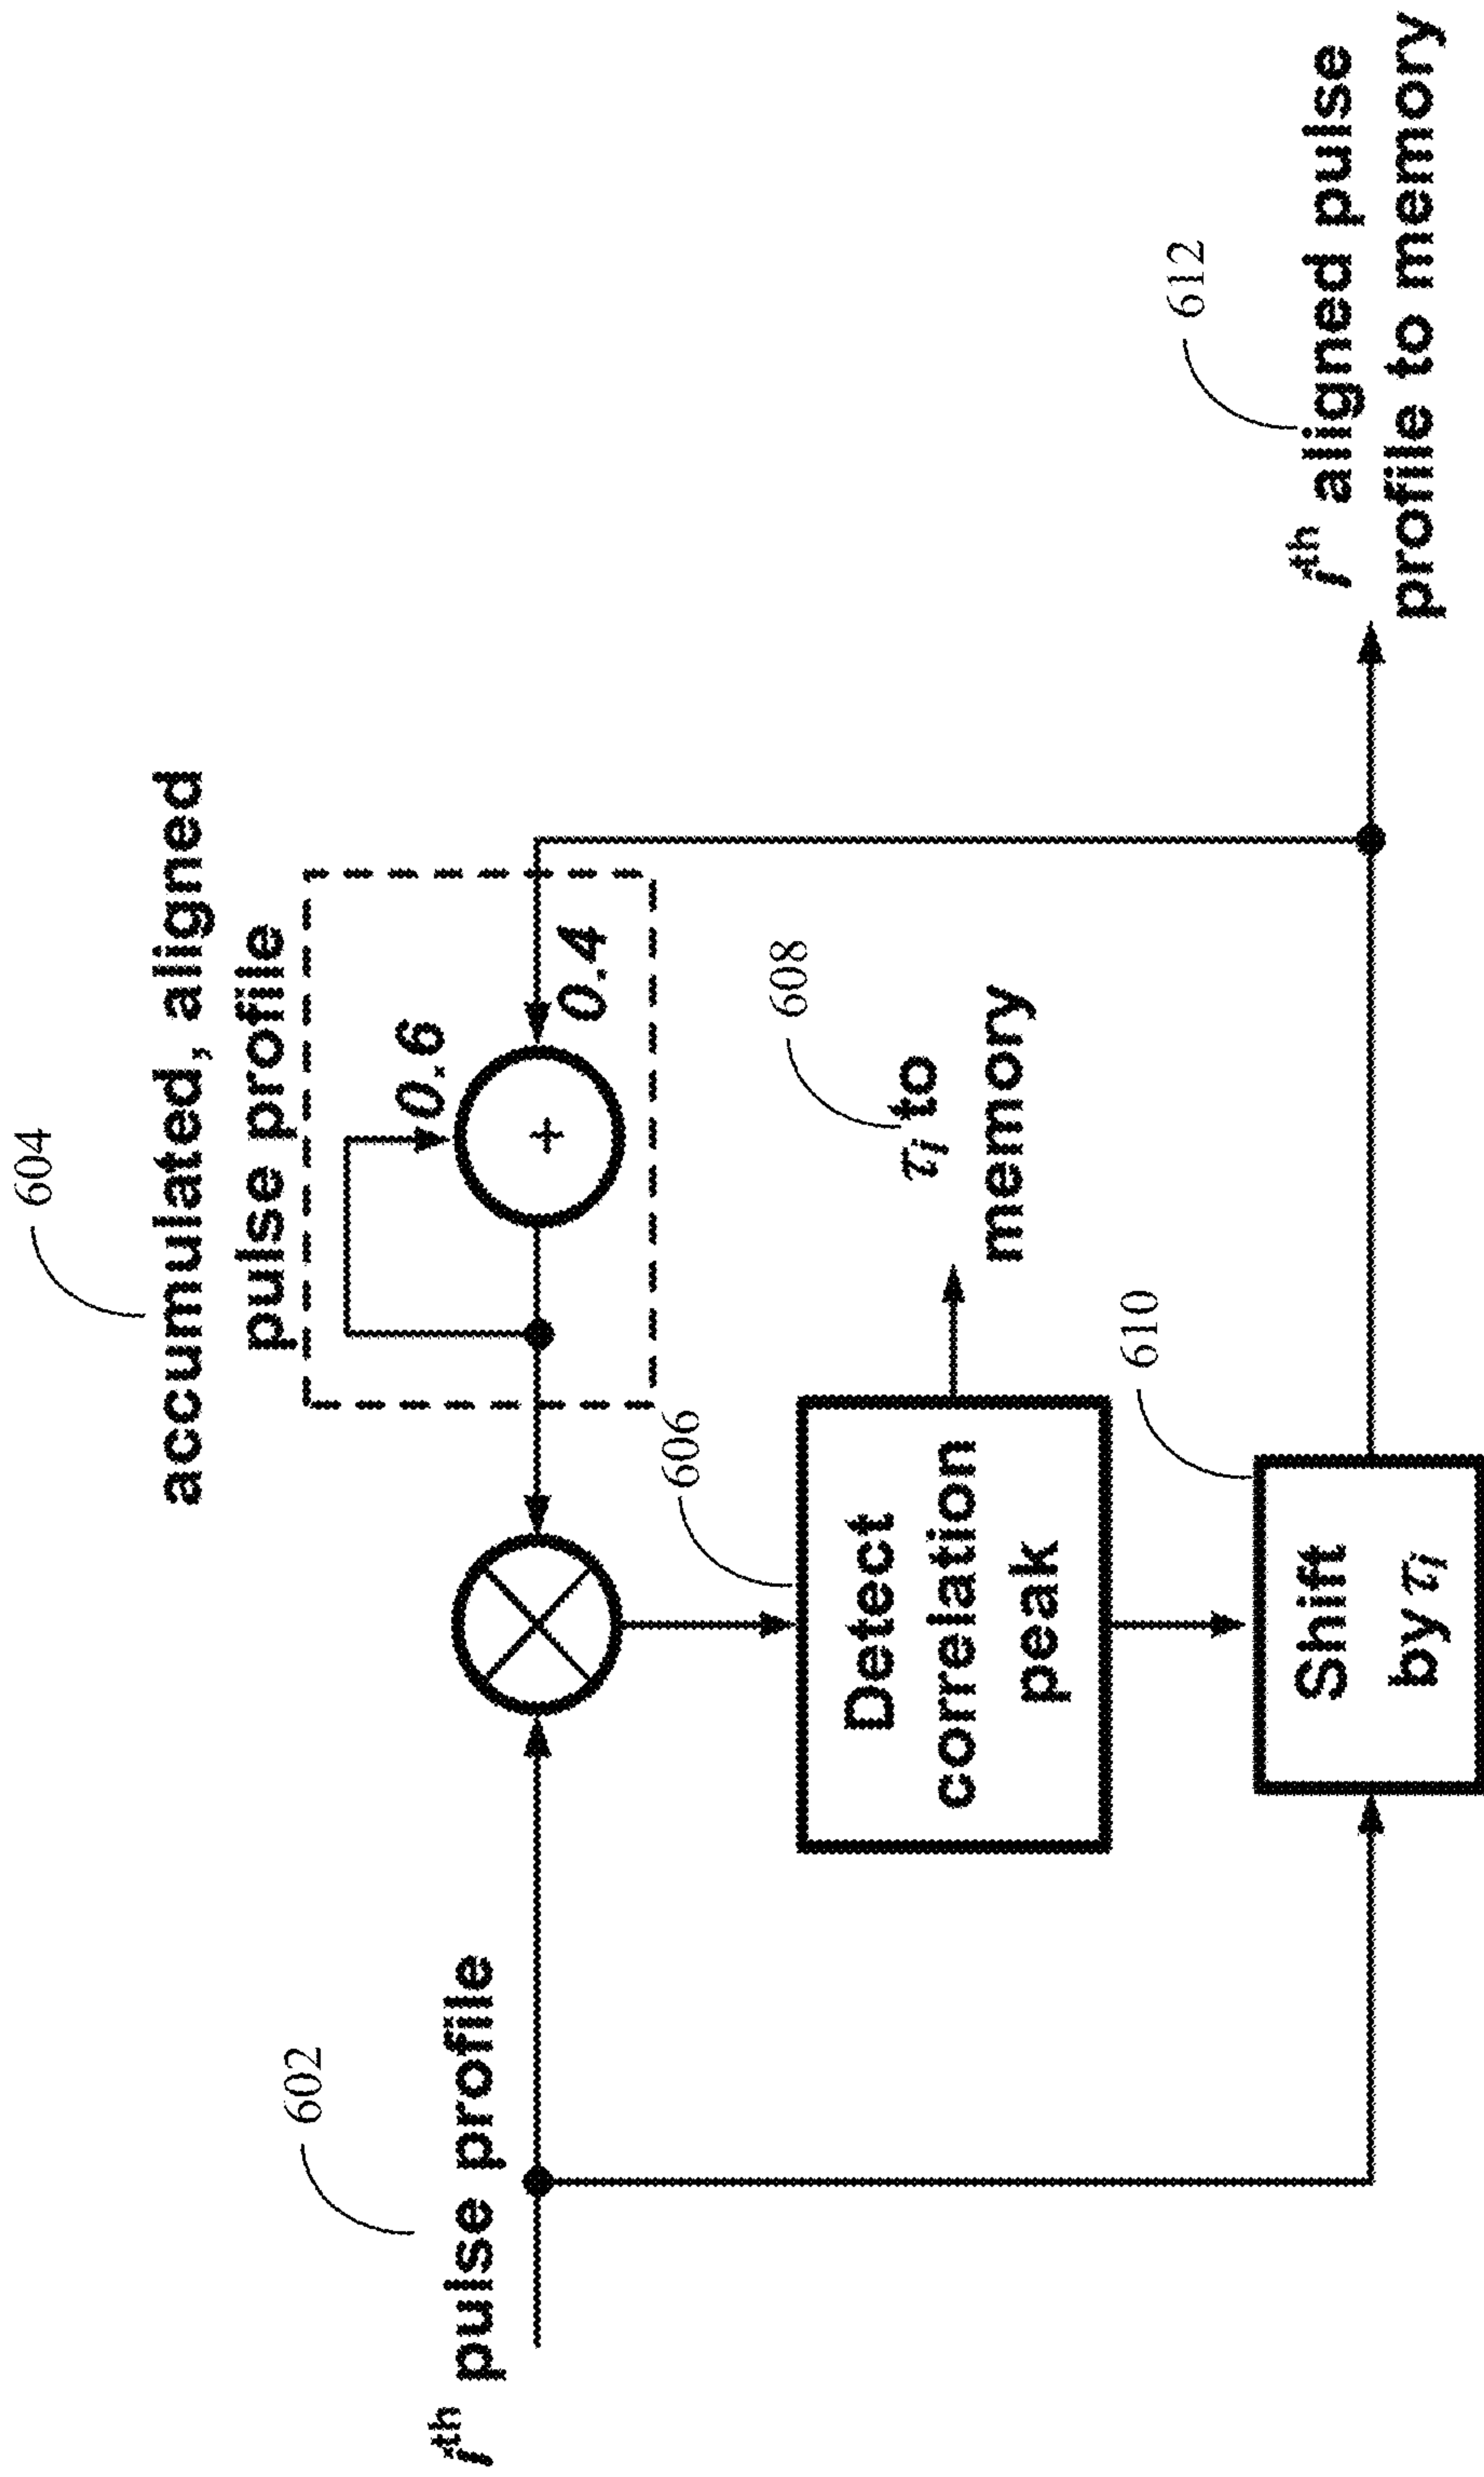 604
accumulated, aligned
pulse profile
602
iᵗʰ pulse profile
0.6
+
0.4
606
Detect
correlation
peak
608
τᵢ to
memory
610
Shift
by τᵢ
612
iᵗʰ aligned pulse
profile to memory